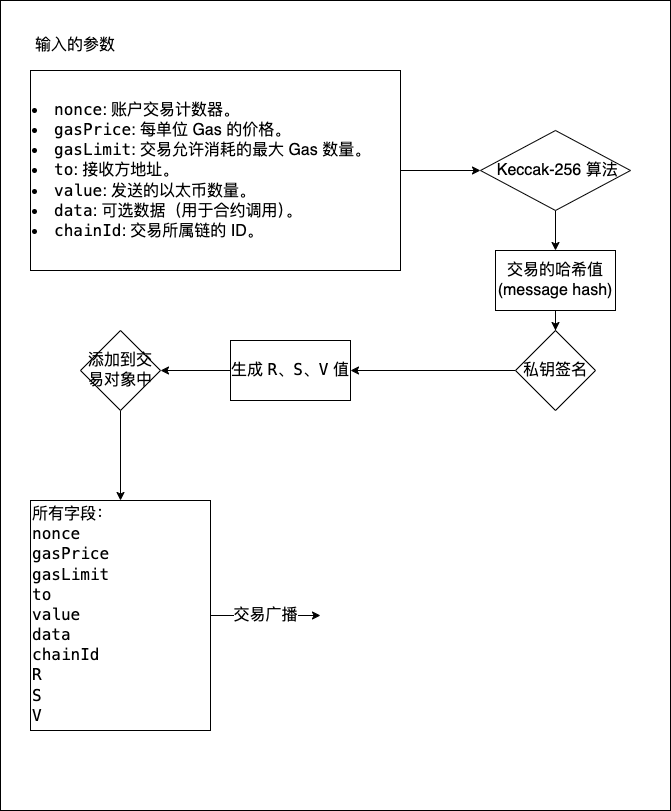 输入的参数
• nonce: 账户交易计数器。
• gasPrice: 每单位 Gas 的价格。
• gasLimit: 交易允许消耗的最大 Gas 数量。
• to: 接收方地址。
• value: 发送的以太币数量。
• data: 可选数据（用于合约调用）。
• chainId: 交易所属链的 ID。
Keccak-256 算法
交易的哈希值
(message hash)
私钥签名
生成 R、S、V 值
添加到交
易对象中
所有字段：
nonce
gasPrice
gasLimit
to
value
data
chainId
R
S
V
交易广播